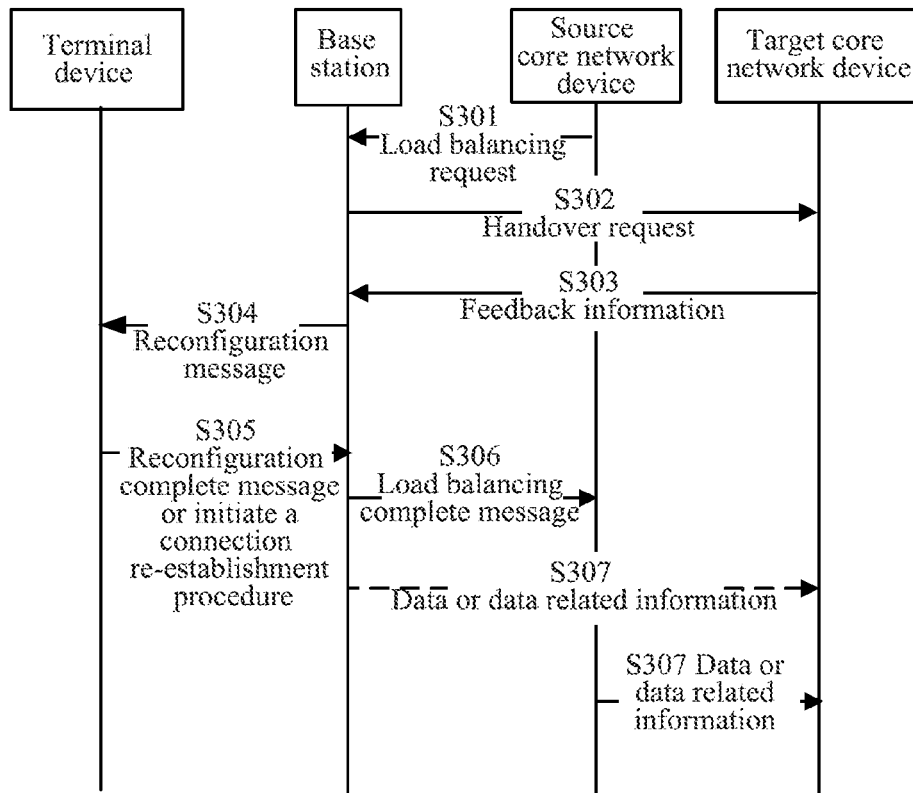 Terminal
device
Base
station
Source
core network
device
Target core
network device
S301
Load balancing
request
S302
Handover request
S303
Feedback information
S304
Reconfiguration
message
S305
Reconfiguration
complete message
or initiate a
connection
re-establishment
procedure
S306
Load balancing
complete message
S307
Data or data related information
S307 Data or
data related
information